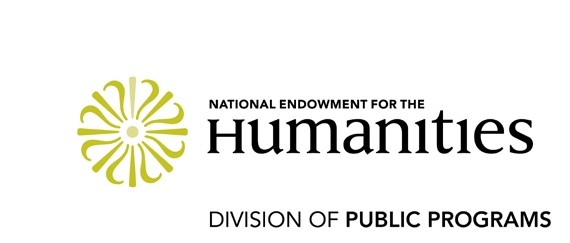 NATIONAL ENDOWMENT FOR THE
Humanities
DIVISION OF PUBLIC PROGRAMS